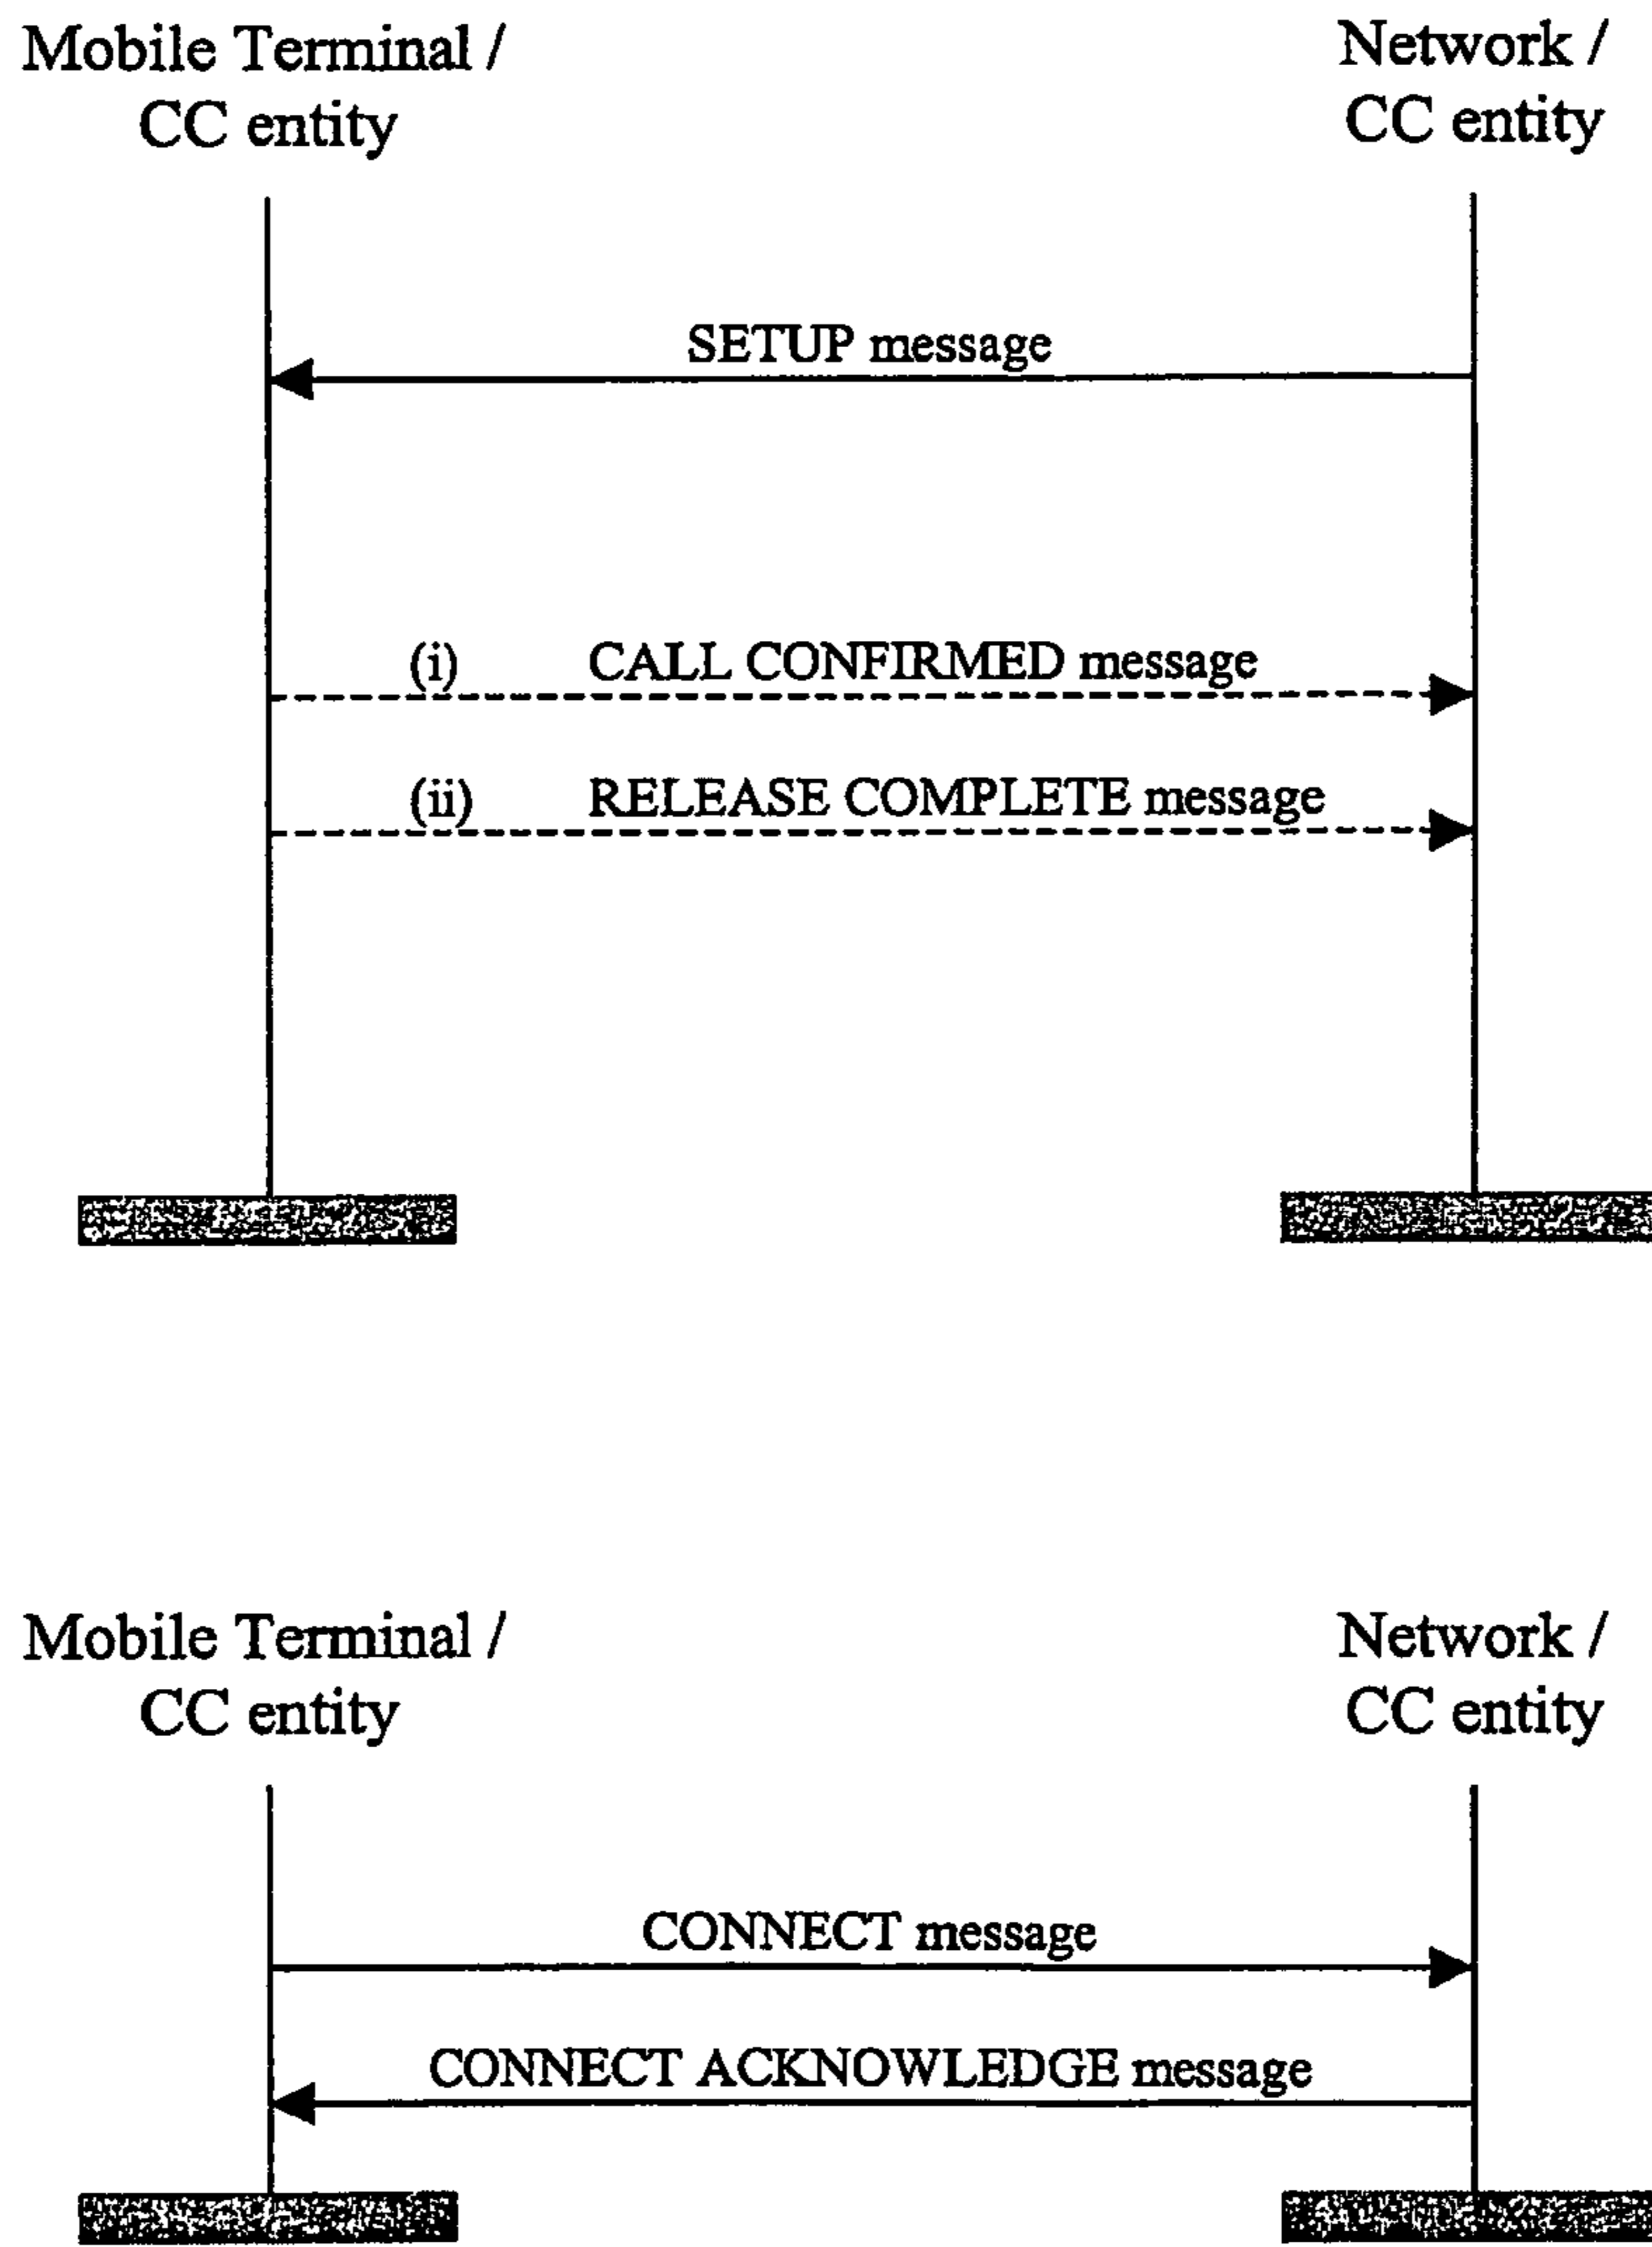 Mobile Terminal /
CC entity
Network /
CC entity
SETUP message
(i) CALL CONFIRMED message
(ii) RELEASE COMPLETE message
Mobile Terminal /
CC entity
Network /
CC entity
CONNECT message
CONNECT ACKNOWLEDGE message